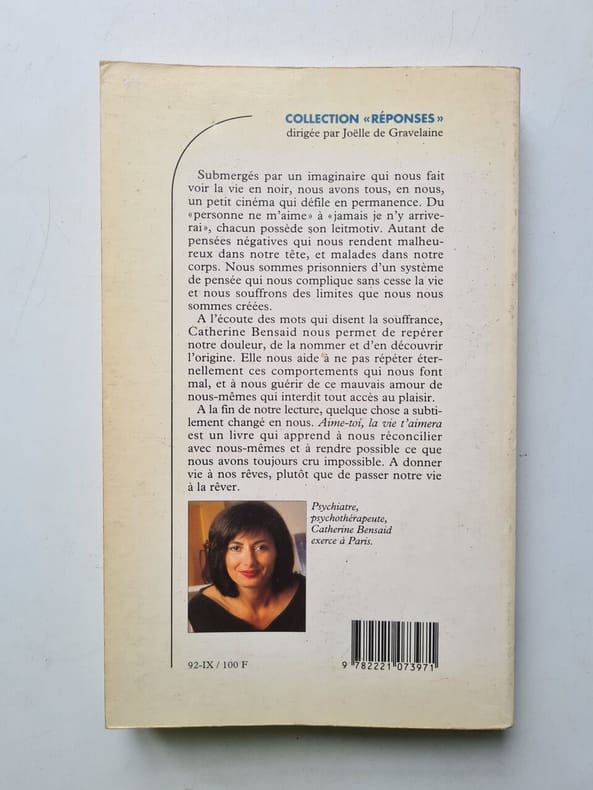 COLLECTION «RÉPONSES»
dirigée par Joëlle de Gravelaine
Submergés par un imaginaire qui nous fait
voir la vie en noir, nous avons tous, en nous,
un petit cinéma qui défile en permanence. Du
«personne ne m'aime» à «jamais je n'y arrive-
rai», chacun possède son leitmotiv. Autant de
pensées négatives qui nous rendent malheu-
reux dans notre tête, et malades dans notre
corps. Nous sommes prisonniers d'un système
de pensée qui nous complique sans cesse la vie
et nous souffrons des limites que nous nous
sommes créées.
A l'écoute des mots qui disent la souffrance,
Catherine Bensaid nous permet de repérer
notre douleur, de la nommer et d'en découvrir
l'origine. Elle nous aide à ne pas répéter éter-
nellement ces comportements qui nous font
mal, et à nous guérir de ce mauvais amour de
nous-mêmes qui interdit tout accès au plaisir.
A la fin de notre lecture, quelque chose a subti-
lement changé en nous. Aime-toi, la vie t'aimera
est un livre qui apprend à nous réconcilier
avec nous-mêmes et à rendre possible ce que
nous avons toujours cru impossible. A donner
vie à nos rêves, plutôt que de passer notre vie
à la rêver.
Psychiatre,
psychothérapeute,
Catherine Bensaid
exerce à Paris.
92-IX / 100 F
9 782221 073971